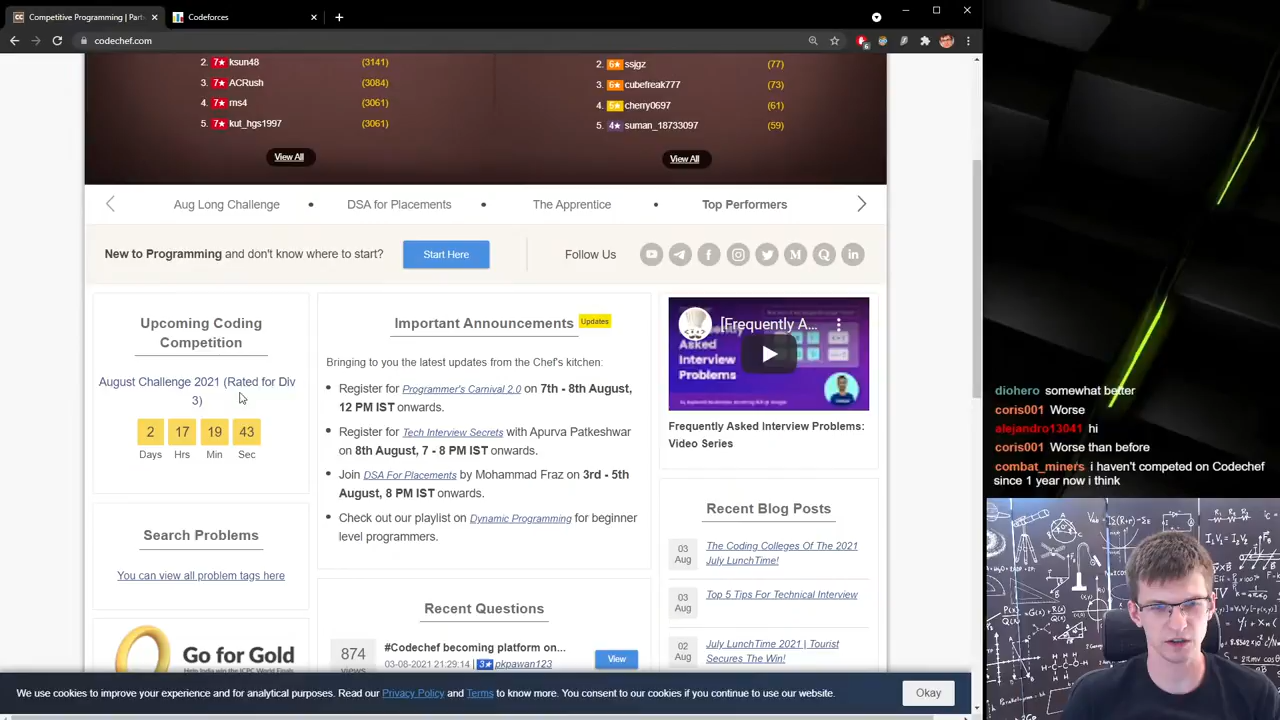 Competitive Programming | Parti
Codeforces
codechef.com
2. 7★ ksun48 (3141)
3. 7★ ACRush (3084)
4. 7★ rns4 (3061)
5. 7★ kut_hgs1997 (3061)
View All
2. 6★ ssjgz (77)
3. 6★ cubefreak777 (73)
4. 5★ cherry0697 (61)
5. 4★ suman_18733097 (59)
View All
Aug Long Challenge • DSA for Placements • The Apprentice • Top Performers
New to Programming and don't know where to start? Start Here Follow Us
Upcoming Coding
Competition
August Challenge 2021 (Rated for Div
3)
2 17 19 43
Days Hrs Min Sec
Search Problems
You can view all problem tags here
Go for Gold
Important Announcements Updates
Bringing to you the latest updates from the Chef's kitchen:
• Register for Programmer's Carnival 2.0 on 7th - 8th August,
12 PM IST onwards.
• Register for Tech Interview Secrets with Apurva Patkeshwar
on 8th August, 7 - 8 PM IST onwards.
• Join DSA For Placements by Mohammad Fraz on 3rd - 5th
August, 8 PM IST onwards.
• Check out our playlist on Dynamic Programming for beginner
level programmers.
Recent Questions
874
views
#Codechef becoming platform on...
03-08-2021 21:29:14 | 3★ pkpawan123
View
[Frequently A...
Frequently
Asked
Interview
Problems
Frequently Asked Interview Problems:
Video Series
Recent Blog Posts
03
Aug
The Coding Colleges Of The 2021
July LunchTime!
03
Aug
Top 5 Tips For Technical Interview
02
Aug
July LunchTime 2021 | Tourist
Secures The Win!
We use cookies to improve your experience and for analytical purposes. Read our Privacy Policy and Terms to know more. You consent to our cookies if you continue to use our website. Okay
diohero somewhat better
coris001 Worse
alejandro13041 hi
coris001 Worse than before
combat_miners i haven't competed on Codechef
since 1 year now i think